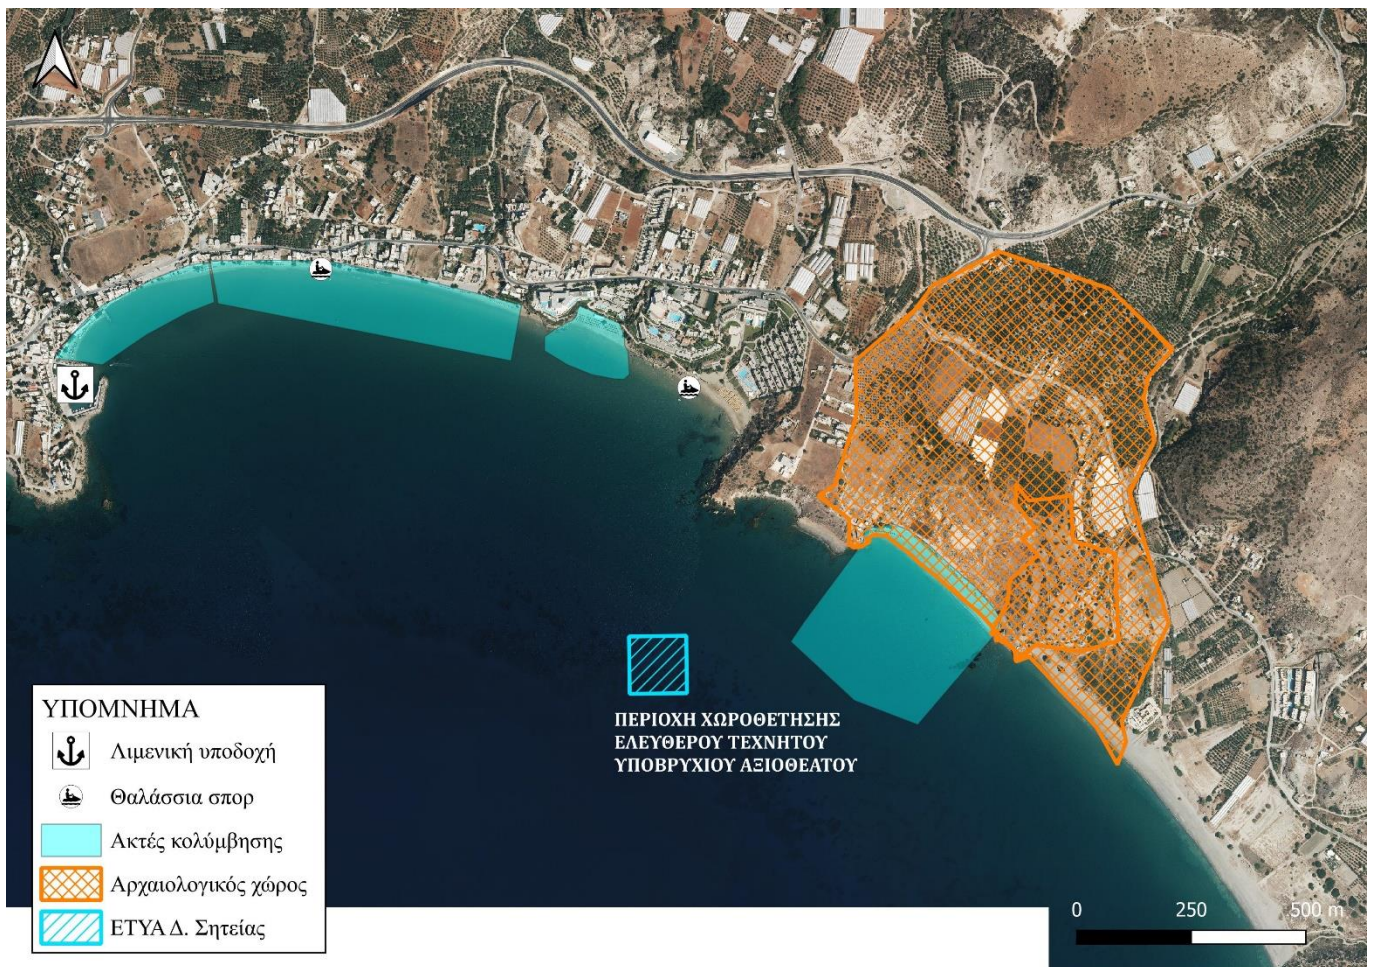 ΠΕΡΙΟΧΗ ΧΩΡΟΘΕΤΗΣΗΣ
ΕΛΕΥΘΕΡΟΥ ΤΕΧΝΗΤΟΥ
ΥΠΟΒΡΥΧΙΟΥ ΑΞΙΟΘΕΑΤΟΥ
ΥΠΟΜΝΗΜΑ
Λιμενική υποδοχή
Θαλάσσια σπορ
Ακτές κολύμβησης
Αρχαιολογικός χώρος
ΕΤΥΑ Δ. Σητείας
0 250 500 m